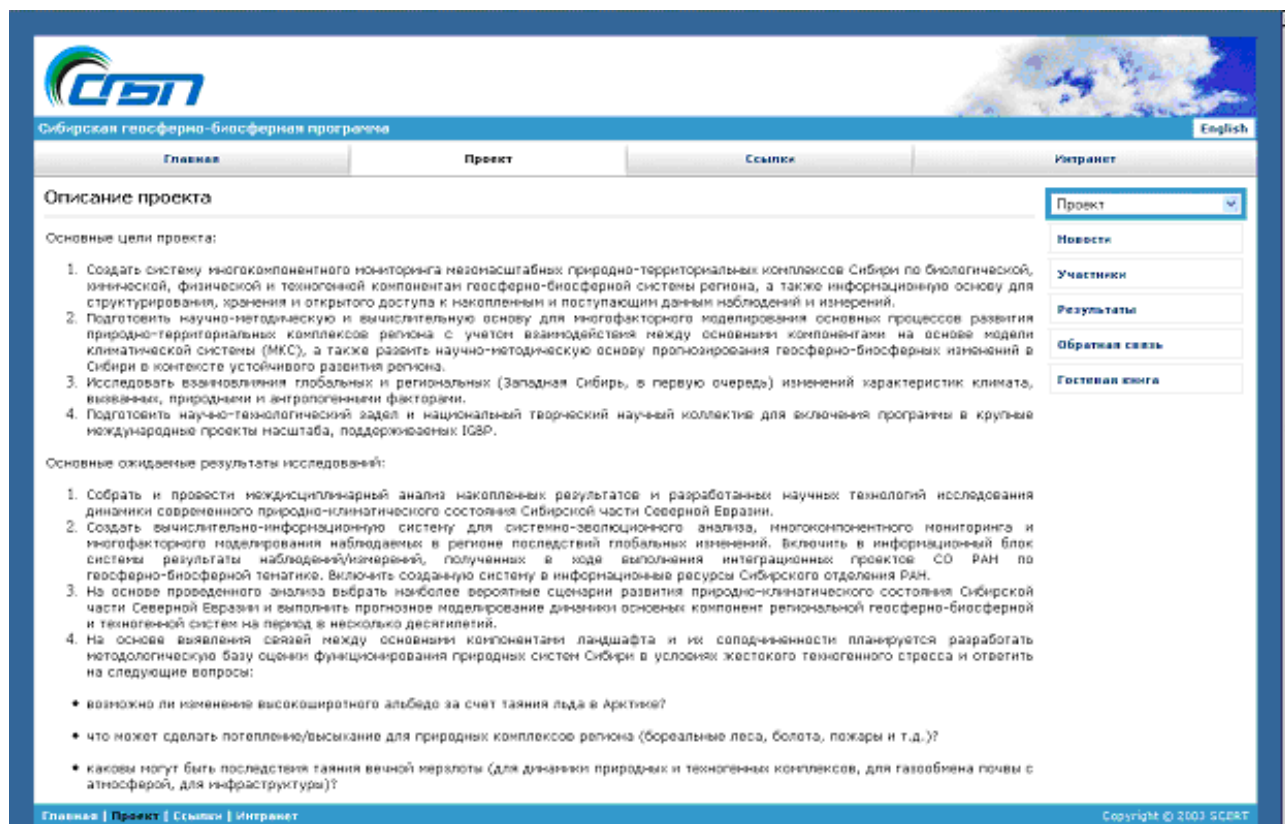 СГБП
Сибирская геосферно-биосферная программа
English
Главная
Проект
Ссылки
Интранет
Описание проекта
Проект
Основные цели проекта:
Новости
1. Создать систему многокомпонентного мониторинга мезомасштабных природно-территориальных комплексов Сибири по биологической,
химической, физической и техногенной компонентам геосферно-биосферной системы региона, а также информационную основу для
структурирования, хранения и открытого доступа к накопленным и поступающим данным наблюдений и измерений.
Участники
2. Подготовить научно-методическую и вычислительную основу для многофакторного моделирования основных процессов развития
природно-территориальных комплексов региона с учетом взаимодействия между основными компонентами на основе модели
климатической системы (МКС), а также развить научно-методическую основу прогнозирования геосферно-биосферных изменений в
Сибири в контексте устойчивого развития региона.
Результаты
Обратная связь
3. Исследовать взаимовлияния глобальных и региональных (Западная Сибирь, в первую очередь) изменений характеристик климата,
вызванных, природными и антропогенными факторами.
Гостевая книга
4. Подготовить научно-технологический задел и национальный творческий научный коллектив для включения программы в крупные
международные проекты масштаба, поддерживаемых IGBP.
Основные ожидаемые результаты исследований:
1. Собрать и провести междисциплинарный анализ накопленных результатов и разработанных научных технологий исследования
динамики современного природно-климатического состояния Сибирской части Северной Евразии.
2. Создать вычислительно-информационную систему для системно-эволюционного анализа, многокомпонентного мониторинга и
многофакторного моделирования наблюдаемых в регионе последствий глобальных изменений. Включить в информационный блок
системы результаты наблюдений/измерений, полученных в ходе выполнения интеграционных проектов СО РАН по
геосферно-биосферной тематике. Включить созданную систему в информационные ресурсы Сибирского отделения РАН.
3. На основе проведенного анализа выбрать наиболее вероятные сценарии развития природно-климатического состояния Сибирской
части Северной Евразии и выполнить прогнозное моделирование динамики основных компонент региональной геосферно-биосферной
и техногенной систем на период в несколько десятилетий.
4. На основе выявления связей между основными компонентами ландшафта и их соподчиненности планируется разработать
методологическую базу оценки функционирования природных систем Сибири в условиях жестокого техногенного стресса и ответить
на следующие вопросы:
• возможно ли изменение высокоширотного альбедо за счет таяния льда в Арктике?
• что может сделать потепление/высыхание для природных комплексов региона (бореальные леса, болота, пожары и т.д.)?
• каковы могут быть последствия таяния вечной мерзлоты (для динамики природных и техногенных комплексов, для газообмена почвы с
атмосферой, для инфраструктуры)?
Главная | Проект | Ссылки | Интранет
Copyright © 2003 SCERT